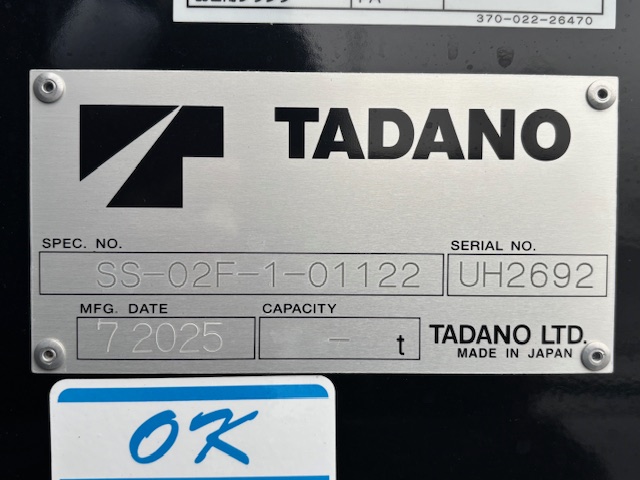 370-022-26470
TADANO
SPEC. NO.
SERIAL NO.
SS-02F-1-01122
UH2692
MFG. DATE
CAPACITY
7 2025
- t
TADANO LTD.
MADE IN JAPAN
OK